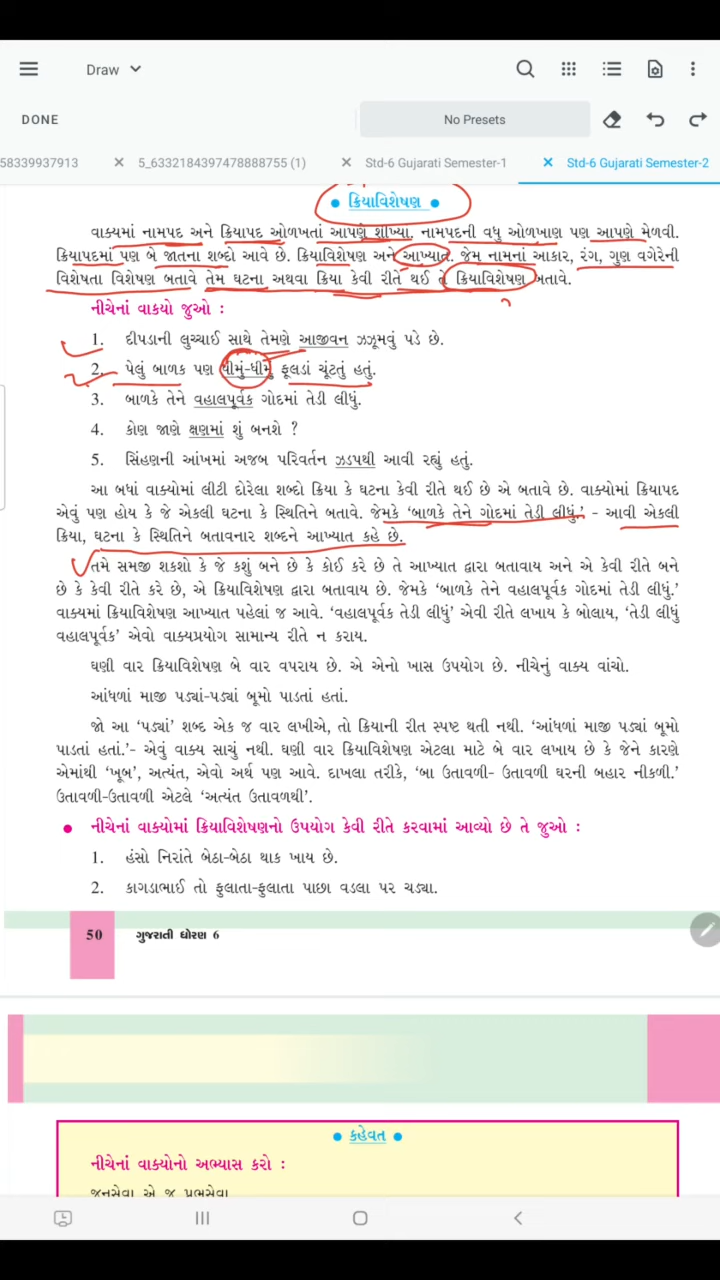 Draw
DONE
No Presets
58339937913
5_6332184397478888755 (1)
Std-6 Gujarati Semester-1
Std-6 Gujarati Semester-2
• ક્રિયાવિશેષણ •
વાક્યમાં નામપદ અને ક્રિયાપદ ઓળખતાં આપણે શીખ્યા. નામપદની વધુ ઓળખાણ પણ આપણે મેળવી.
ક્રિયાપદમાં પણ બે જાતના શબ્દો આવે છે. ક્રિયાવિશેષણ અને આખ્યાત. જેમ નામનાં આકાર, રંગ, ગુણ વગેરેની
વિશેષતા વિશેષણ બતાવે તેમ ઘટના અથવા ક્રિયા કેવી રીતે થઈ તે ક્રિયાવિશેષણ બતાવે.
નીચેનાં વાક્યો જુઓ :
1. દીપડાની લુચ્ચાઈ સાથે તેમણે આજીવન ઝઝૂમવું પડે છે.
2. પેલું બાળક પણ ધીમું-ધીમું ફૂલડાં ચૂંટતું હતું.
3. બાળકે તેને વહાલપૂર્વક ગોદમાં તેડી લીધું.
4. કોણ જાણે ક્ષણમાં શું બનશે ?
5. સિંહણની આંખમાં અજબ પરિવર્તન ઝડપથી આવી રહ્યું હતું.
આ બધાં વાક્યોમાં લીટી દોરેલા શબ્દો ક્રિયા કે ઘટના કેવી રીતે થઈ છે એ બતાવે છે. વાક્યોમાં ક્રિયાપદ
એવું પણ હોય કે જે એકલી ઘટના કે સ્થિતિને બતાવે. જેમકે ‘બાળકે તેને ગોદમાં તેડી લીધું.’ - આવી એકલી
ક્રિયા, ઘટના કે સ્થિતિને બતાવનાર શબ્દને આખ્યાત કહે છે.
તમે સમજી શકશો કે જે કશું બને છે કે કોઈ કરે છે તે આખ્યાત દ્વારા બતાવાય અને એ કેવી રીતે બને
છે કે કેવી રીતે કરે છે, એ ક્રિયાવિશેષણ દ્વારા બતાવાય છે. જેમકે ‘બાળકે તેને વહાલપૂર્વક ગોદમાં તેડી લીધું.’
વાક્યમાં ક્રિયાવિશેષણ આખ્યાત પહેલાં જ આવે. ‘વહાલપૂર્વક તેડી લીધું’ એવી રીતે લખાય કે બોલાય, ‘તેડી લીધું
વહાલપૂર્વક’ એવો વાક્યપ્રયોગ સામાન્ય રીતે ન કરાય.
ઘણી વાર ક્રિયાવિશેષણ બે વાર વપરાય છે. એ એનો ખાસ ઉપયોગ છે. નીચેનું વાક્ય વાંચો.
આંધળાં માજી પડ્યાં-પડ્યાં બૂમો પાડતાં હતાં.
જો આ ‘પડ્યાં’ શબ્દ એક જ વાર લખીએ, તો ક્રિયાની રીત સ્પષ્ટ થતી નથી. ‘આંધળાં માજી પડ્યાં બૂમો
પાડતાં હતાં.’- એવું વાક્ય સાચું નથી. ઘણી વાર ક્રિયાવિશેષણ એટલા માટે બે વાર લખાય છે કે જેને કારણે
એમાંથી ‘ખૂબ’, અત્યંત, એવો અર્થ પણ આવે. દાખલા તરીકે, ‘બા ઉતાવળી- ઉતાવળી ઘરની બહાર નીકળી.’
ઉતાવળી-ઉતાવળી એટલે ‘અત્યંત ઉતાવળથી’.
• નીચેનાં વાક્યોમાં ક્રિયાવિશેષણનો ઉપયોગ કેવી રીતે કરવામાં આવ્યો છે તે જુઓ :
1. હંસો નિરાંતે બેઠા-બેઠા થાક ખાય છે.
2. કાગડાભાઈ તો ફુલાતા-ફુલાતા પાછા વડલા પર ચડ્યા.
50 ગુજરાતી ધોરણ 6
• કહેવત •
નીચેનાં વાક્યોનો અભ્યાસ કરો :
જનસેવા એ જ પ્રભુસેવા